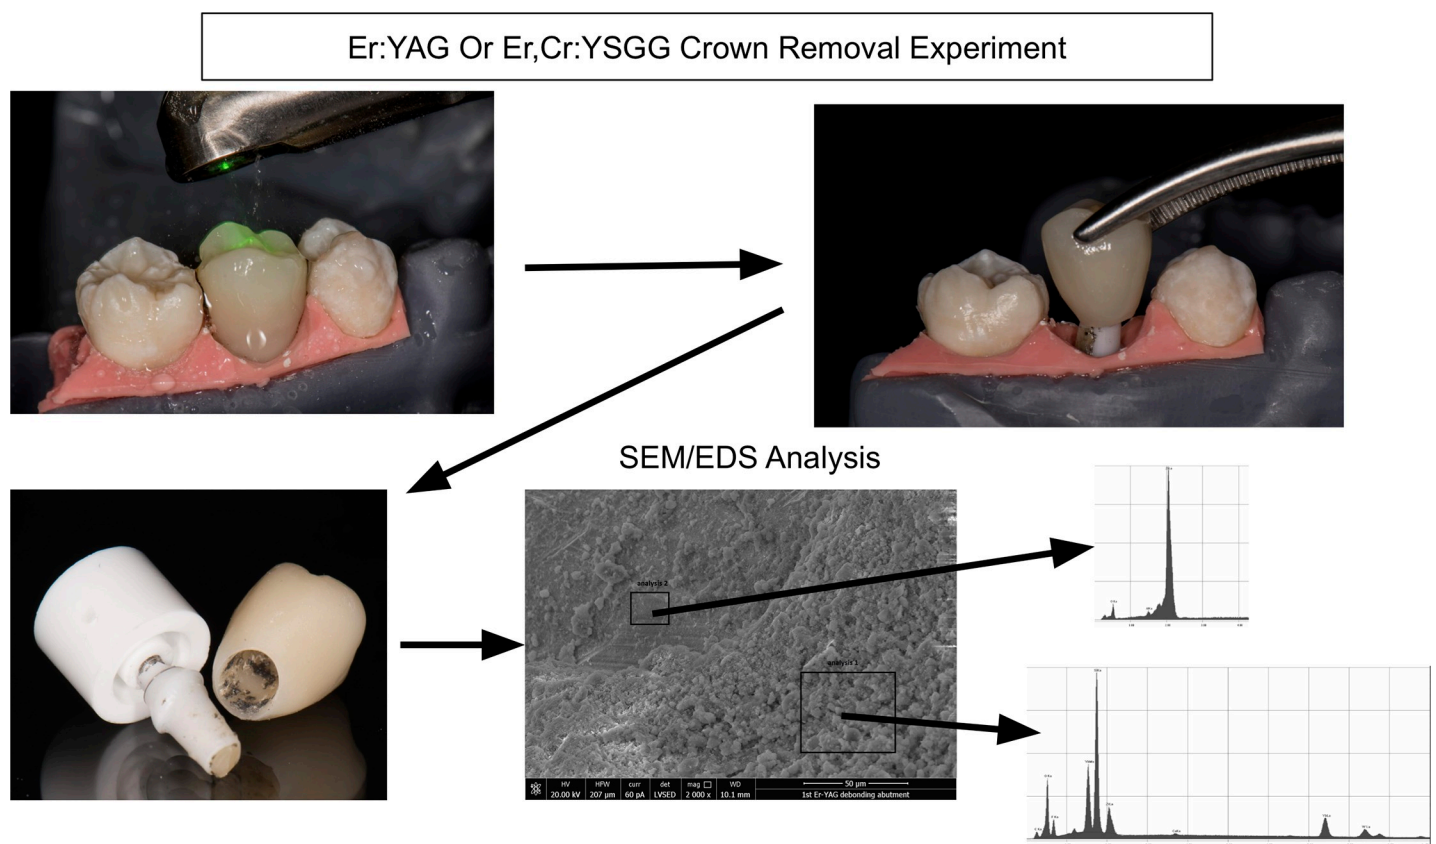 Er:YAG Or Er,Cr:YSGG Crown Removal Experiment
SEM/EDS Analysis
analysis 2
analysis 1
HV HFW curr det mag WD 50 µm
20.00 kV 207 µm 60 pA LVSED 2 000 x 10.1 mm 1st Er-YAG debonding abutment